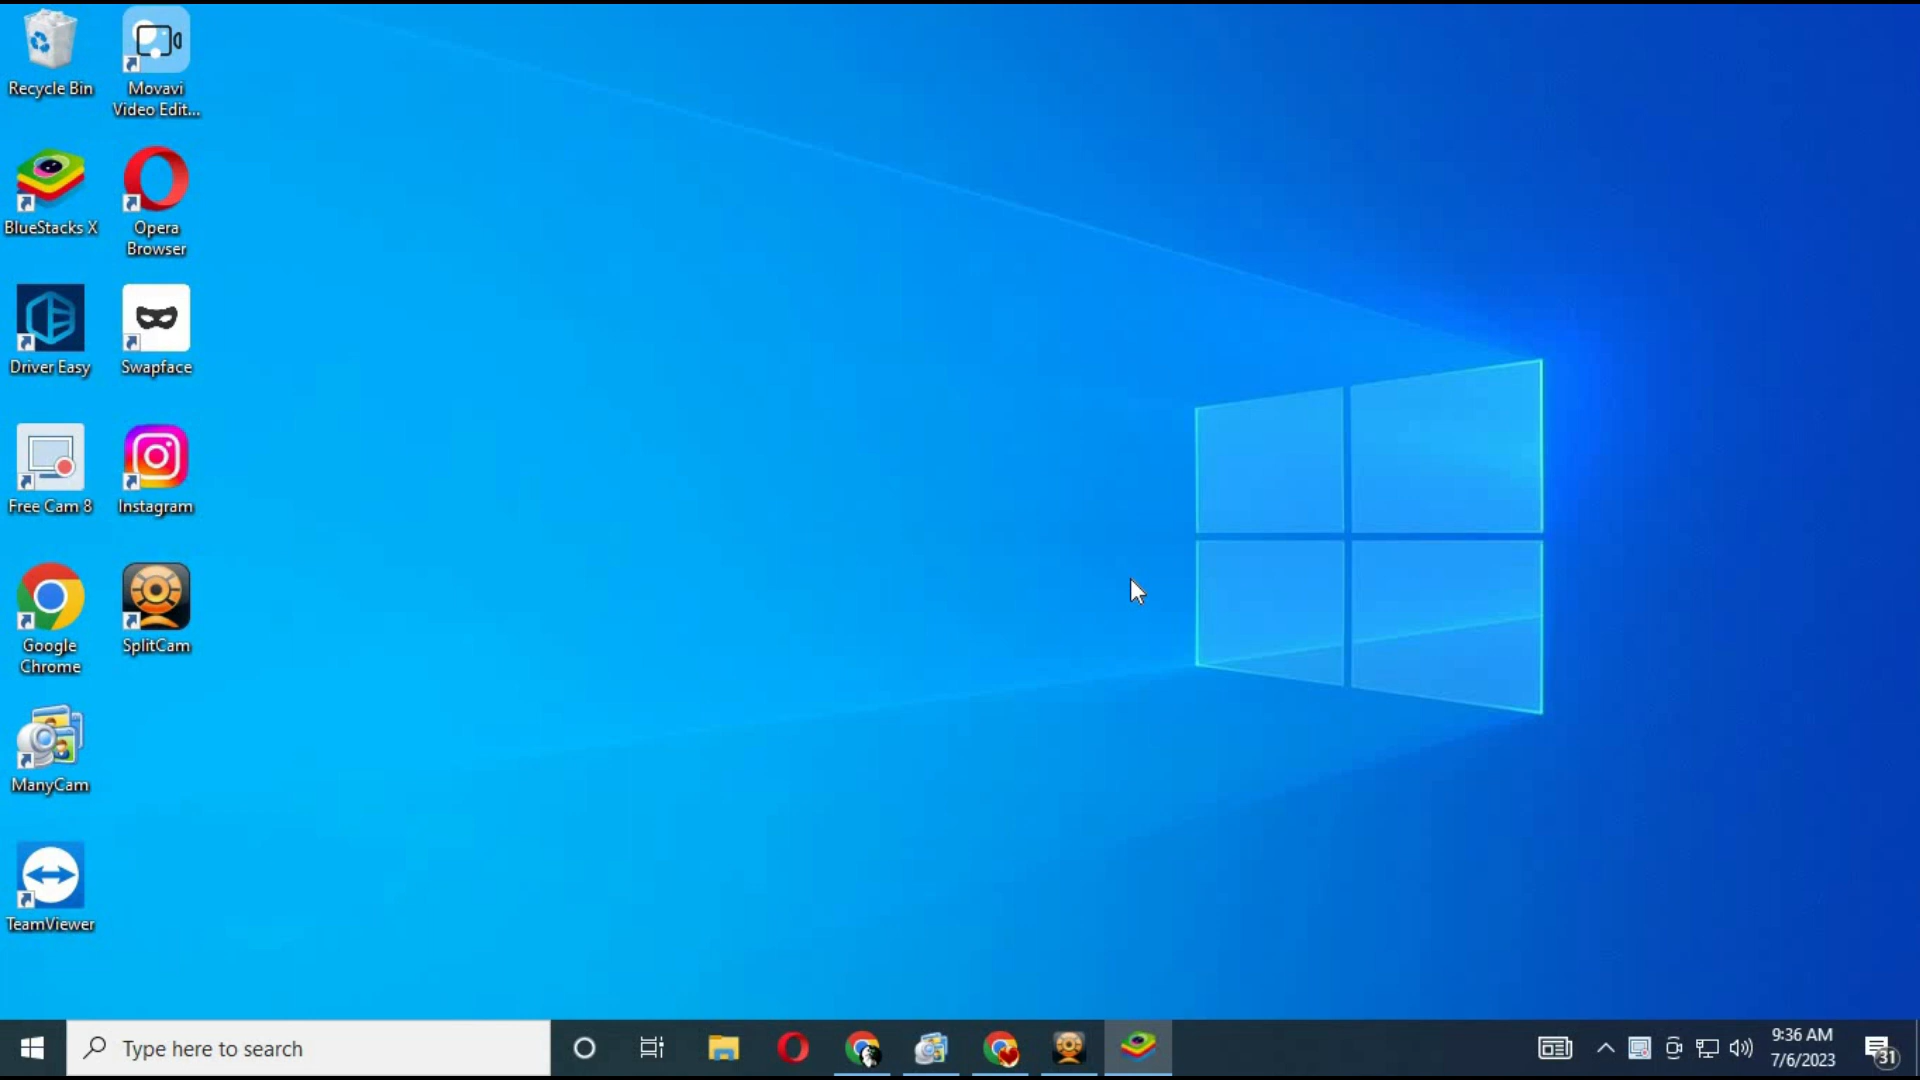 Recycle Bin
Movavi
Video Edit...
BlueStacks X
Opera
Browser
Driver Easy
Swapface
Free Cam 8
Instagram
Google
Chrome
SplitCam
ManyCam
TeamViewer
Type here to search
9:36 AM
7/6/2023
31